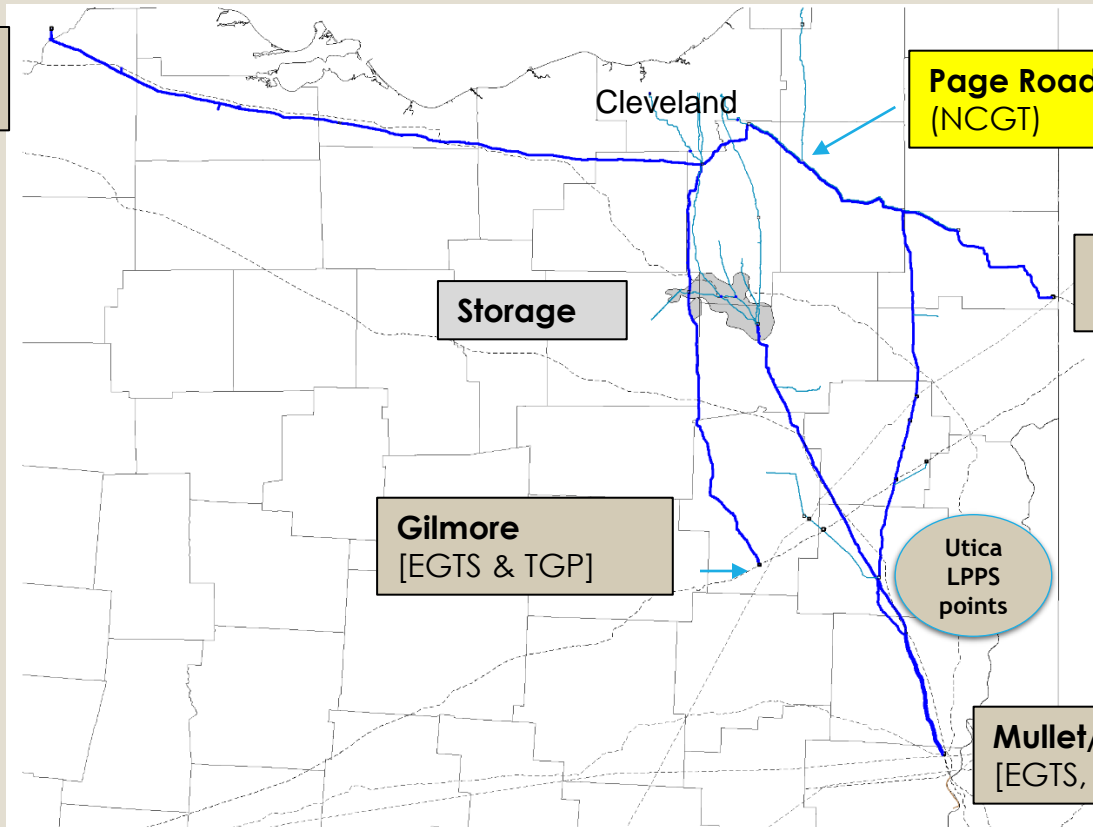 Cleveland
Page Road
(NCGT)
Storage
Gilmore
[EGTS & TGP]
Utica
LPPS
points
Mullet/
[EGTS,